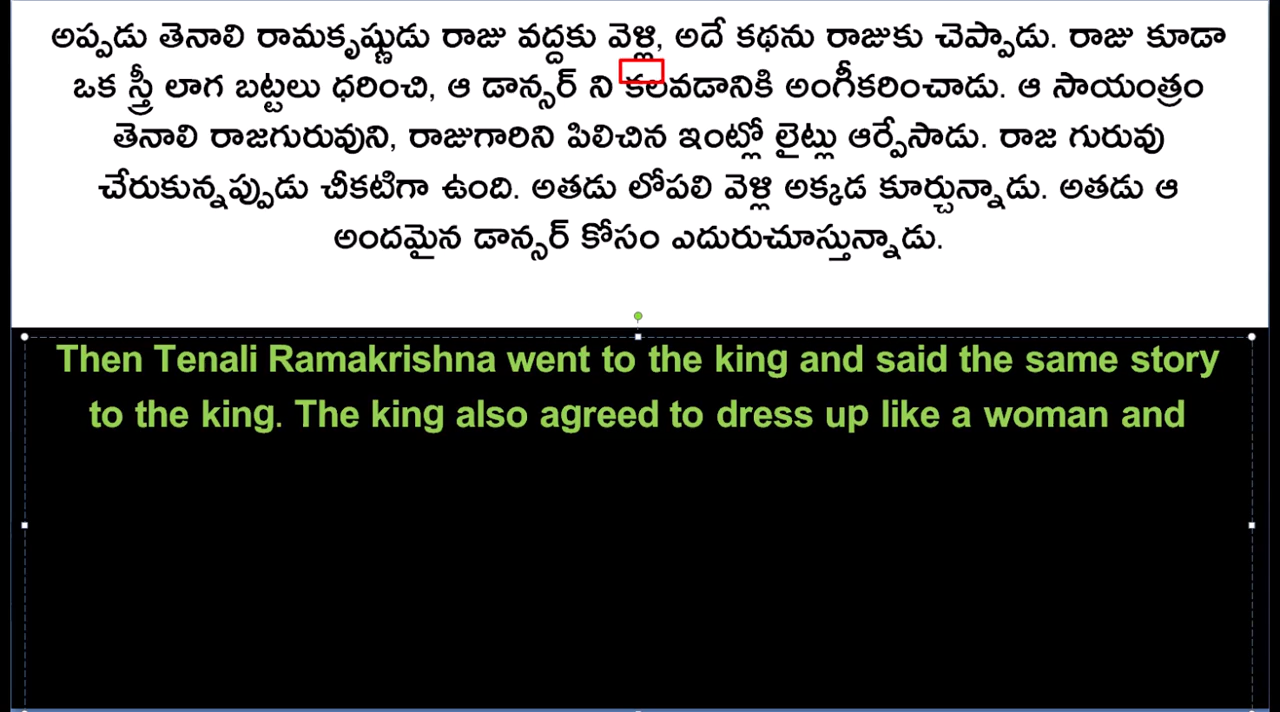 అప్పడు తెనాలి రామకృష్ణుడు రాజు వద్దకు వెళ్లి, అదే కథను రాజుకు చెప్పాడు. రాజు కూడా
ఒక స్త్రీ లాగ బట్టలు ధరించి, ఆ డాన్సర్ ని కలవడానికి అంగీకరించాడు. ఆ సాయంత్రం
తెనాలి రాజగురువుని, రాజుగారిని పిలిచిన ఇంట్లో లైట్లు ఆర్పేసాడు. రాజ గురువు
చేరుకున్నప్పుడు చీకటిగా ఉంది. అతడు లోపలి వెళ్లి అక్కడ కూర్చున్నాడు. అతడు ఆ
అందమైన డాన్సర్ కోసం ఎదురుచూస్తున్నాడు.
Then Tenali Ramakrishna went to the king and said the same story
to the king. The king also agreed to dress up like a woman and